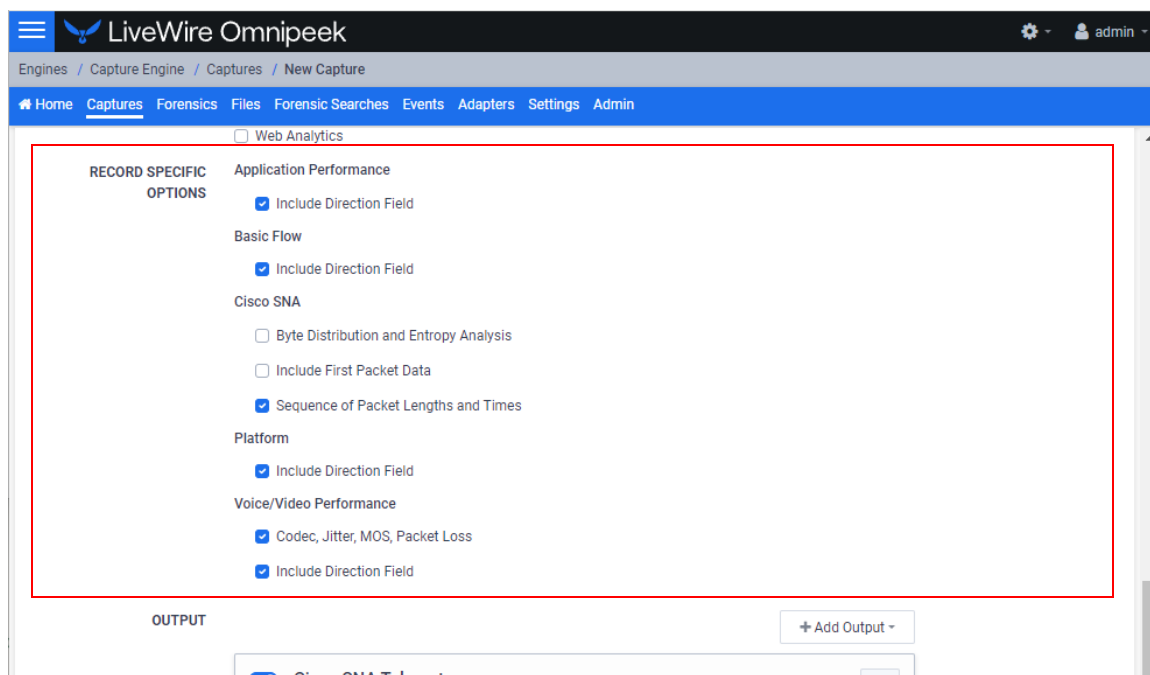 LiveWire Omnipeek
admin
Engines / Capture Engine / Captures / New Capture
Home Captures Forensics Files Forensic Searches Events Adapters Settings Admin
Web Analytics
RECORD SPECIFIC OPTIONS
Application Performance
Include Direction Field
Basic Flow
Include Direction Field
Cisco SNA
Byte Distribution and Entropy Analysis
Include First Packet Data
Sequence of Packet Lengths and Times
Platform
Include Direction Field
Voice/Video Performance
Codec, Jitter, MOS, Packet Loss
Include Direction Field
OUTPUT
+ Add Output
Cisco SNA